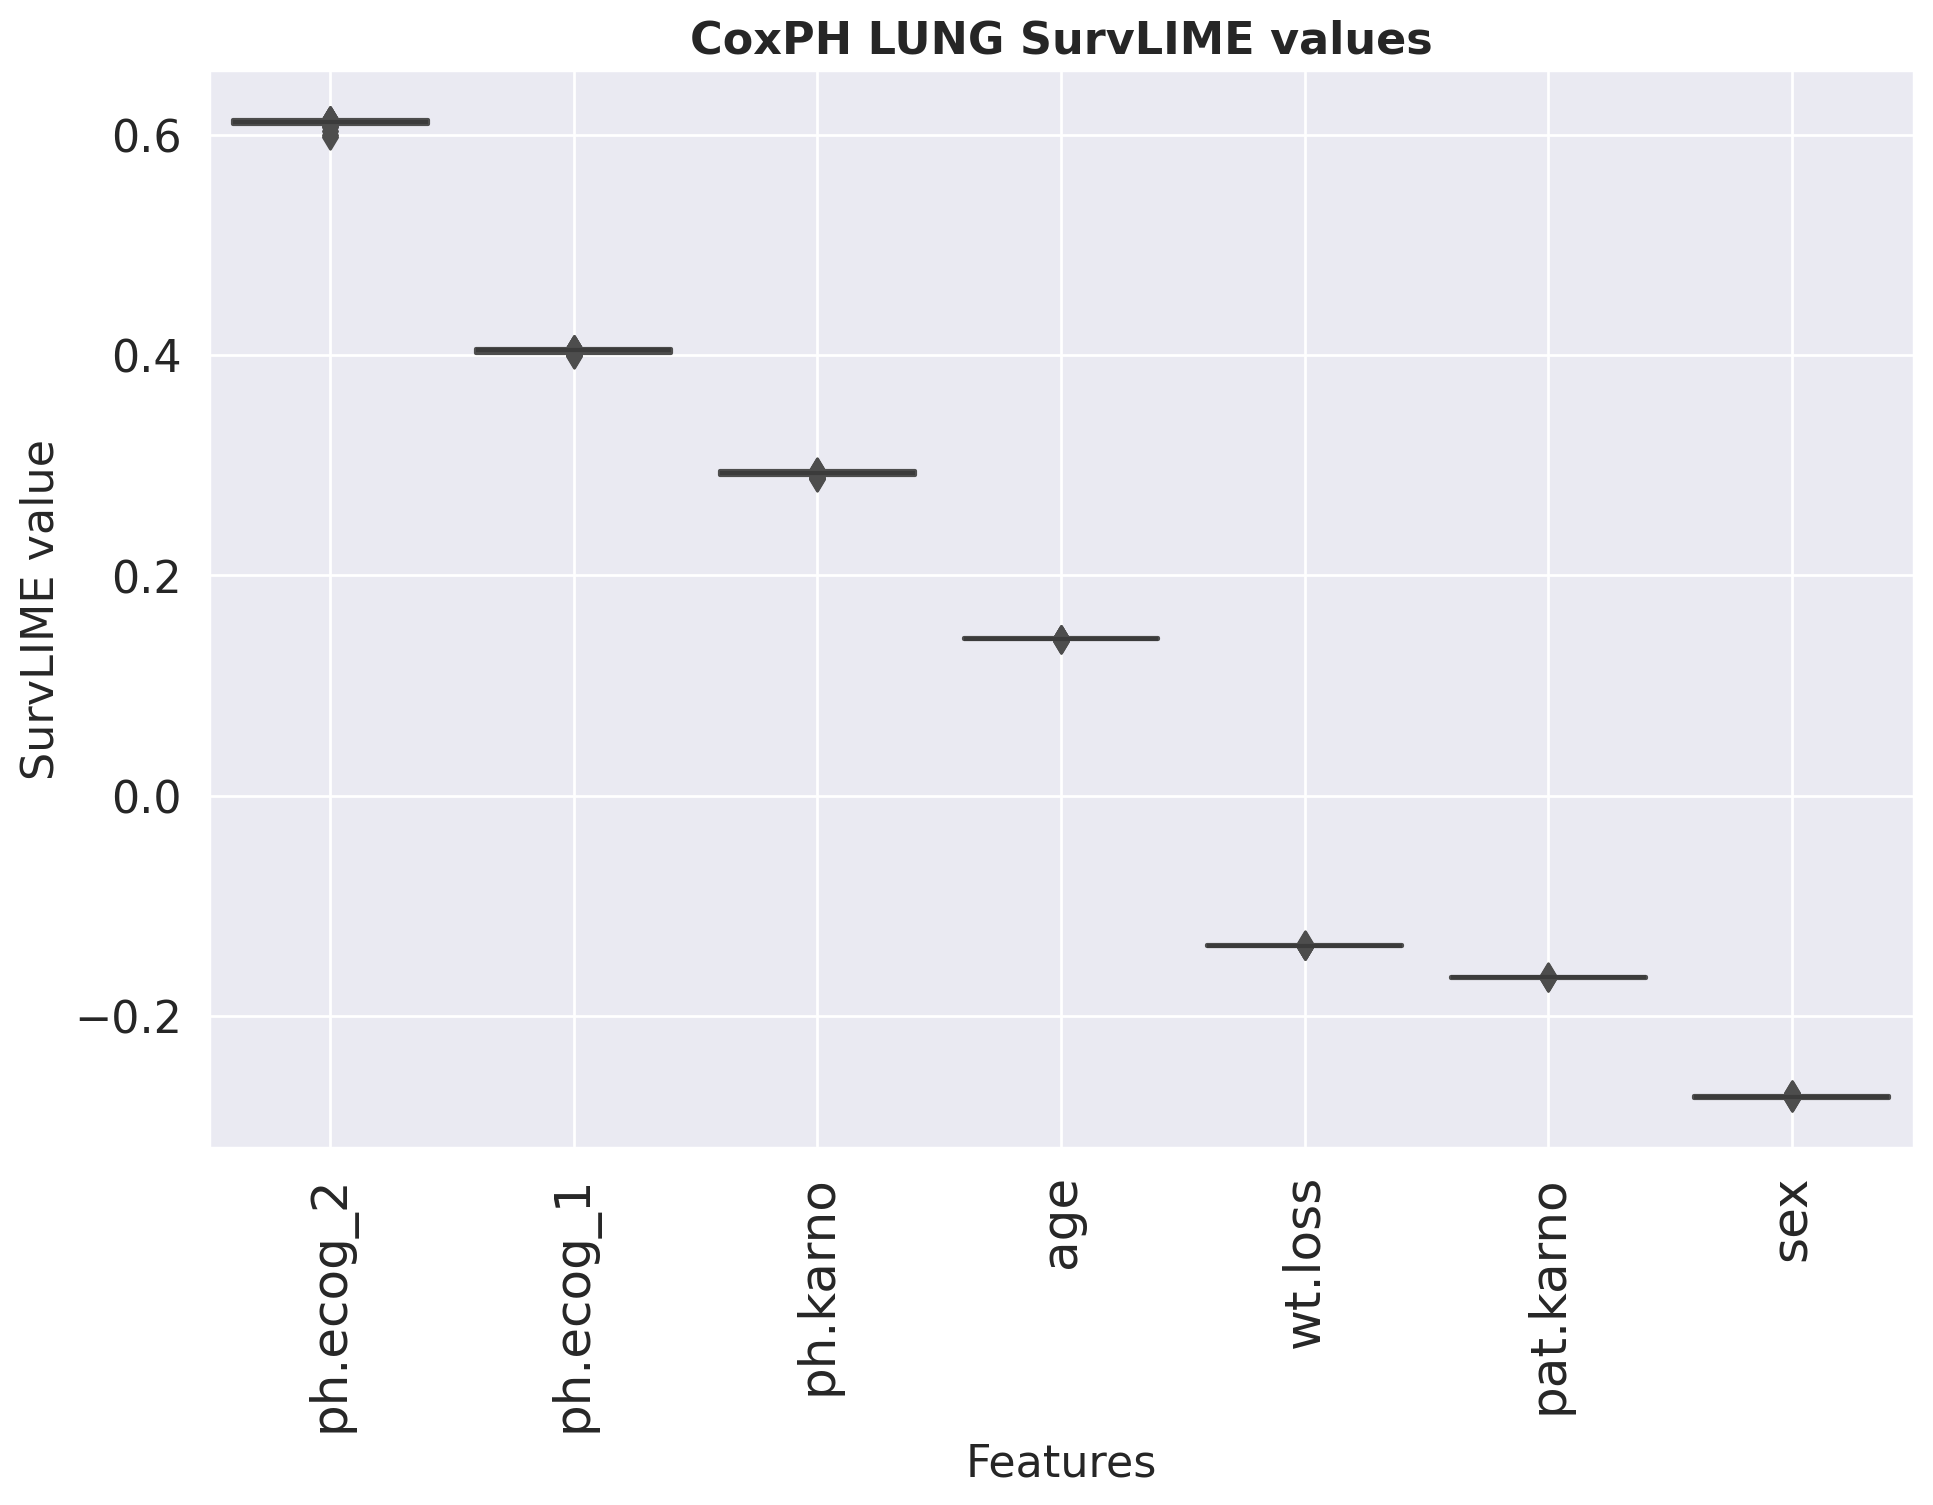 CoxPH LUNG SurvLIME values
SurvLIME value
0.6
0.4
0.2
0.0
−0.2
ph.ecog_2
ph.ecog_1
ph.karno
age
wt.loss
pat.karno
sex
Features